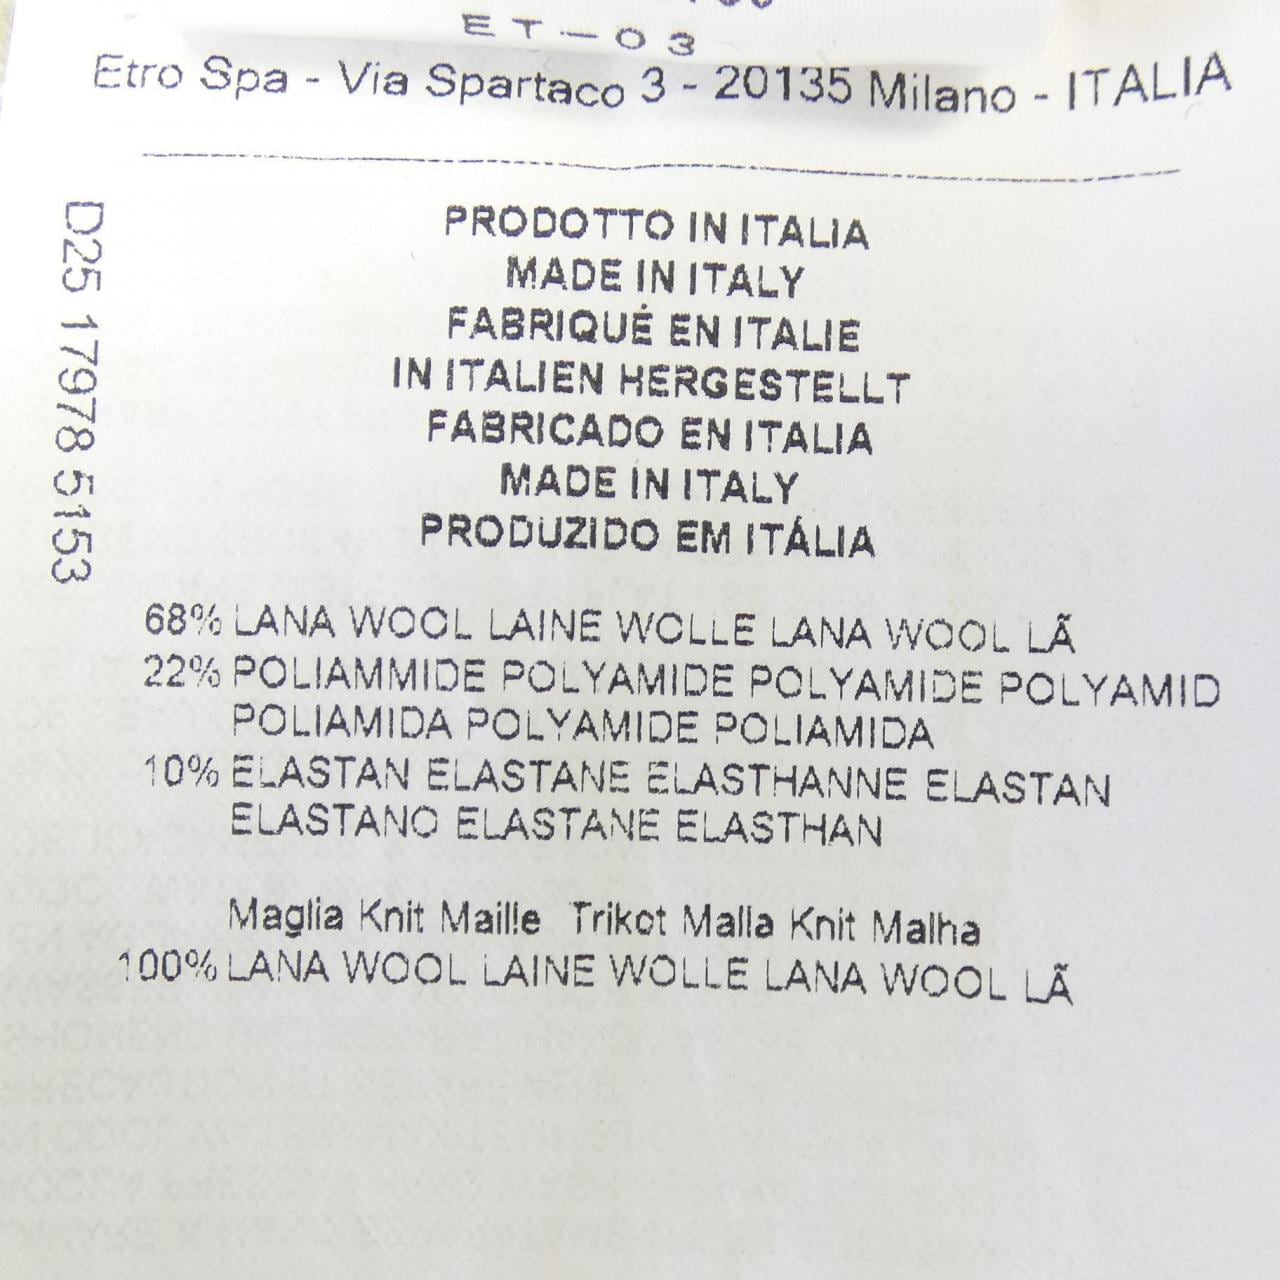 ET-03
Etro Spa - Via Spartaco 3 - 20135 Milano - ITALIA
D25 17978 5153
PRODOTTO IN ITALIA
MADE IN ITALY
FABRIQUÉ EN ITALIE
IN ITALIEN HERGESTELLT
FABRICADO EN ITALIA
MADE IN ITALY
PRODUZIDO EM ITÁLIA
68% LANA WOOL LAINE WOLLE LANA WOOL LÃ
22% POLIAMMIDE POLYAMIDE POLYAMIDE POLYAMID
POLIAMIDA POLYAMIDE POLIAMIDA
10% ELASTAN ELASTANE ELASTHANNE ELASTAN
ELASTANO ELASTANE ELASTHAN
Maglia Knit Maille Trikot Malla Knit Malha
100% LANA WOOL LAINE WOLLE LANA WOOL LÃ